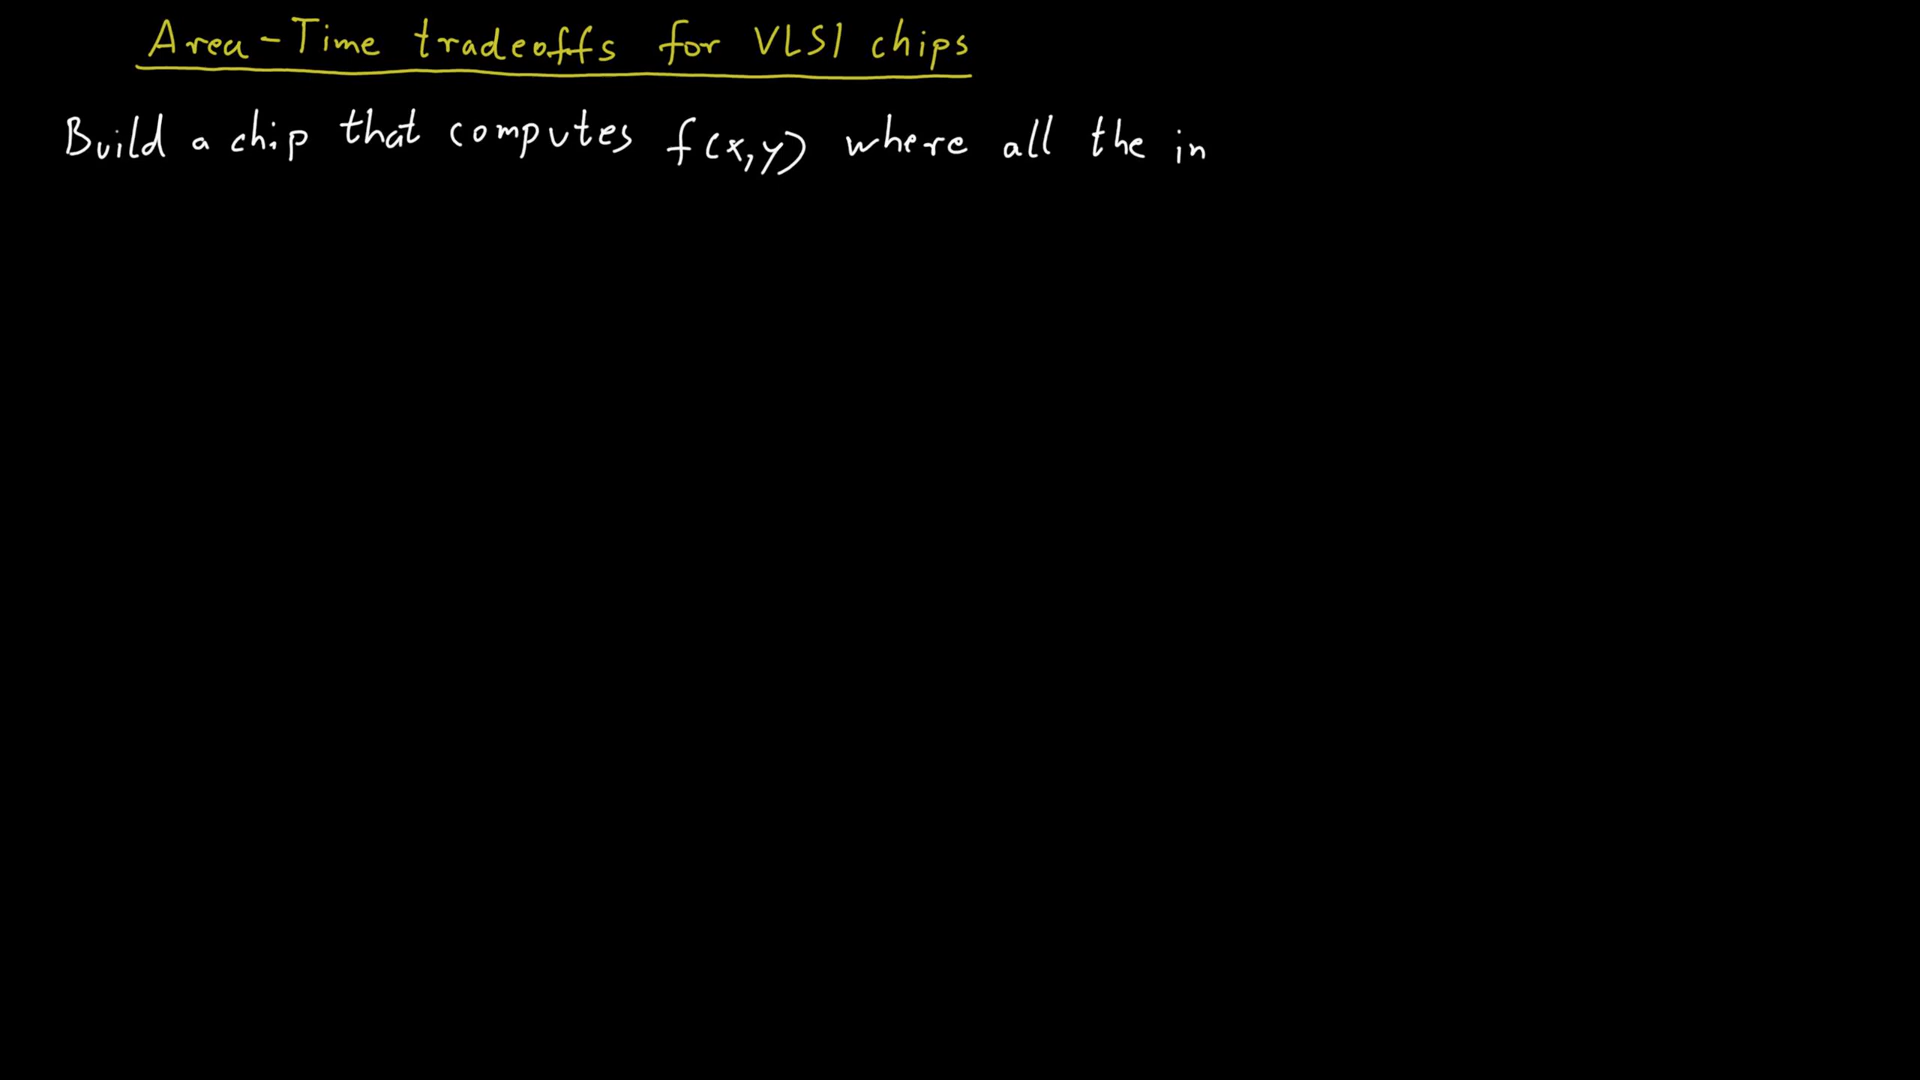 Area-Time tradeoffs for VLSI chips
Build a chip that computes f(x,y) where all the in